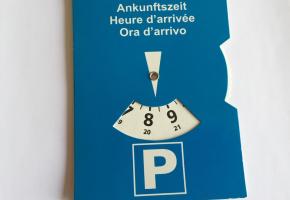 Ankunftszeit
Heure d'arrivée
Ora d'arrivo
7 8 9
20 21
P